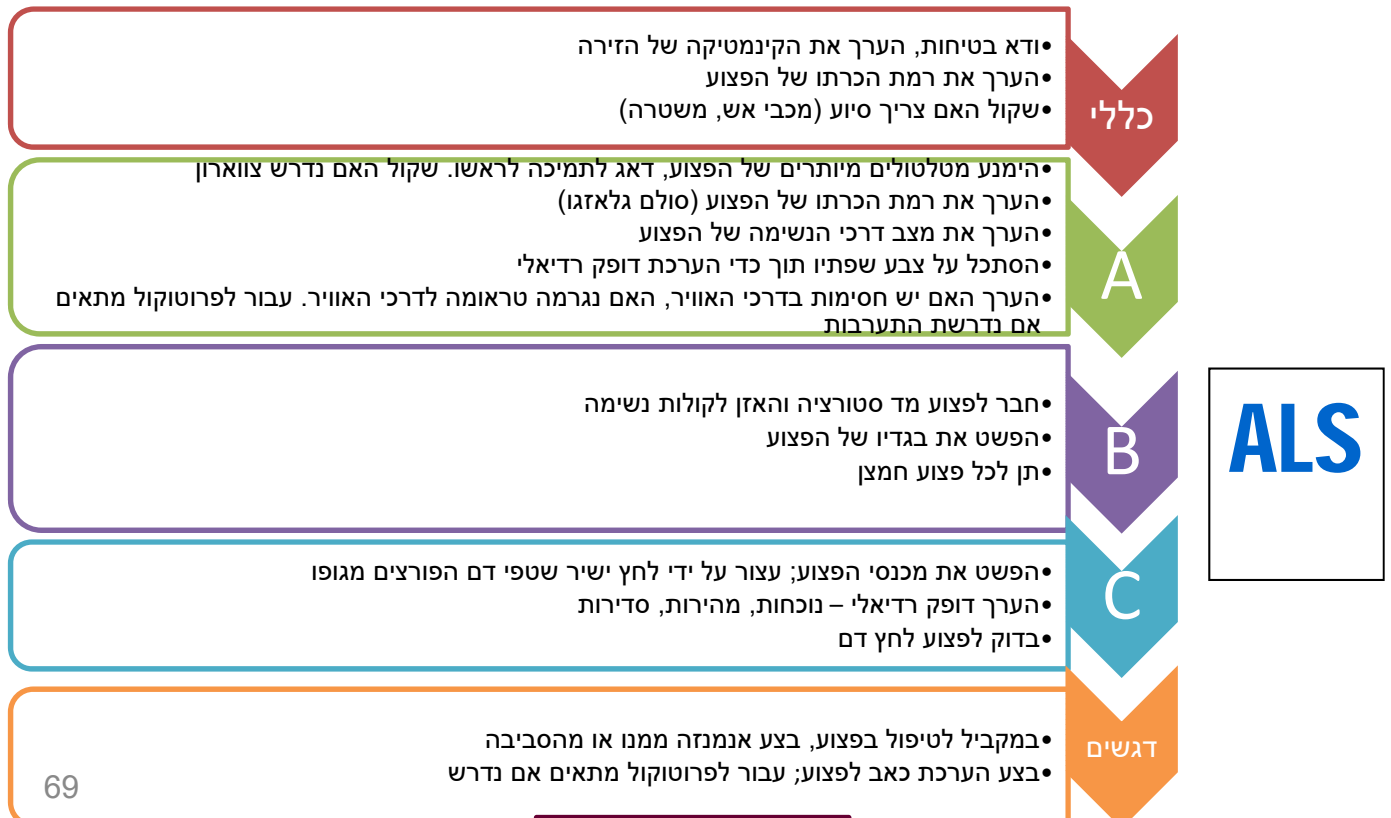 כללי
•ודא בטיחות, הערך את הקינמטיקה של הזירה
•הערך את רמת הכרתו של הפצוע
•שקול האם צריך סיוע (מכבי אש, משטרה)
A
•הימנע מטלטולים מיותרים של הפצוע, דאג לתמיכה לראשו. שקול האם נדרש צווארון
•הערך את רמת הכרתו של הפצוע (סולם גלאזגו)
•הערך את מצב דרכי הנשימה של הפצוע
•הסתכל על צבע שפתיו תוך כדי הערכת דופק רדיאלי
•הערך האם יש חסימות בדרכי האוויר, האם נגרמה טראומה לדרכי האוויר. עבור לפרוטוקול מתאים
אם נדרשת התערבות
B
•חבר לפצוע מד סטורציה והאזן לקולות נשימה
•הפשט את בגדיו של הפצוע
•תן לכל פצוע חמצן
ALS
C
•הפשט את מכנסי הפצוע; עצור על ידי לחץ ישיר שטפי דם הפורצים מגופו
•הערך דופק רדיאלי – נוכחות, מהירות, סדירות
•בדוק לפצוע לחץ דם
דגשים
•במקביל לטיפול בפצוע, בצע אנמנזה ממנו או מהסביבה
•בצע הערכת כאב לפצוע; עבור לפרוטוקול מתאים אם נדרש
69